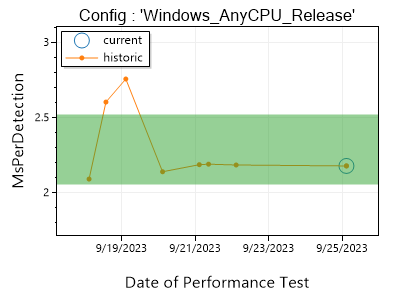 Config : 'Windows_AnyCPU_Release'
current
historic
3
2.5
2
MsPerDetection
9/19/2023 9/21/2023 9/23/2023 9/25/2023
Date of Performance Test